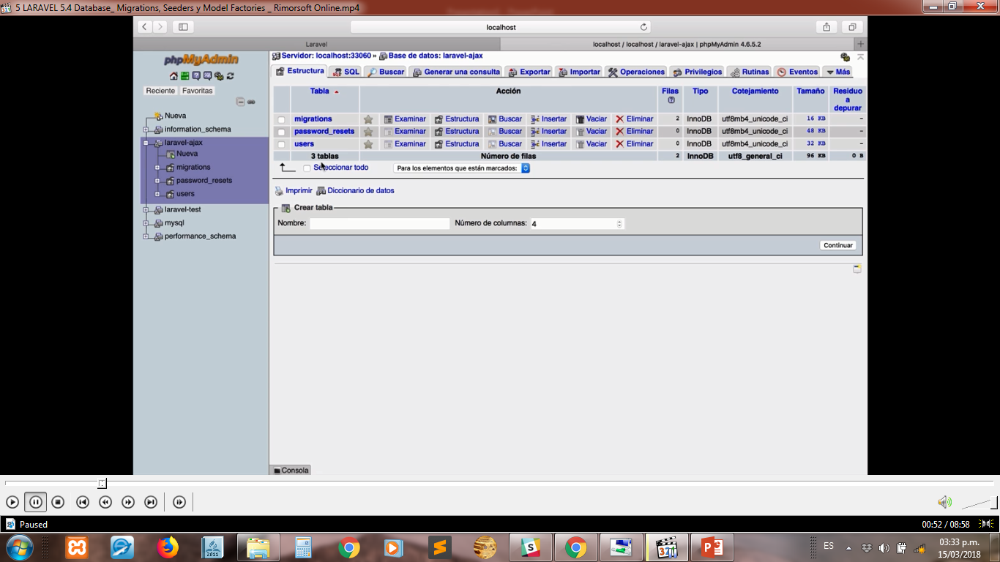 5 LARAVEL 5.4 Database_ Migrations, Seeders y Model Factories _ Rimorsoft Online.mp4
localhost
Laravel
localhost / localhost / laravel-ajax | phpMyAdmin 4.6.5.2
phpMyAdmin
Reciente Favoritas
Nueva
information_schema
laravel-ajax
Nueva
migrations
password_resets
users
laravel-test
mysql
performance_schema
Servidor: localhost:33060 » Base de datos: laravel-ajax
Estructura SQL Buscar Generar una consulta Exportar Importar Operaciones Privilegios Rutinas Eventos Más
Tabla Acción Filas Tipo Cotejamiento Tamaño Residuo a depurar
migrations Examinar Estructura Buscar Insertar Vaciar Eliminar 2 InnoDB utf8mb4_unicode_ci 16 KB -
password_resets Examinar Estructura Buscar Insertar Vaciar Eliminar 0 InnoDB utf8mb4_unicode_ci 48 KB -
users Examinar Estructura Buscar Insertar Vaciar Eliminar 0 InnoDB utf8mb4_unicode_ci 32 KB -
3 tablas Número de filas 2 InnoDB utf8_general_ci 96 KB 0 B
Seleccionar todo Para los elementos que están marcados:
Imprimir Diccionario de datos
Crear tabla
Nombre: Número de columnas: 4
Continuar
Consola
Paused 00:52 / 08:58
2011
321
ES 03:33 p.m.
15/03/2018